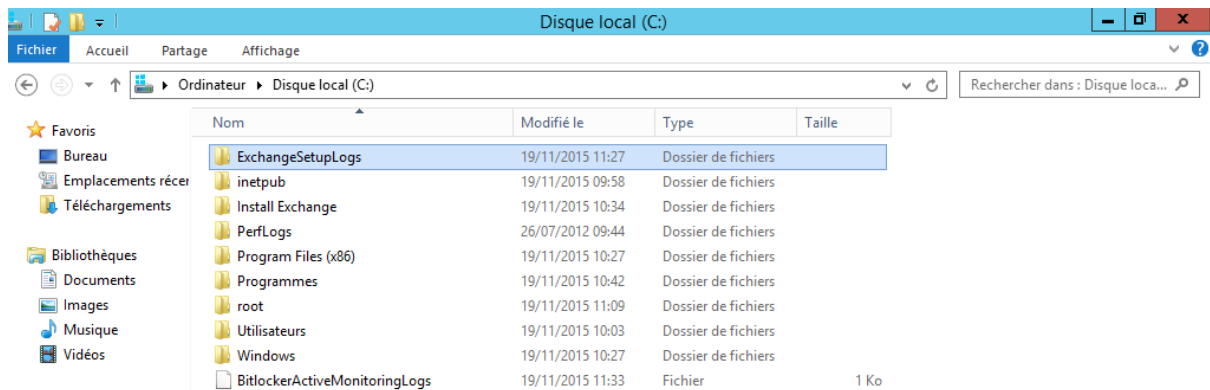 Disque local (C:)
Fichier Accueil Partage Affichage
Ordinateur Disque local (C:) Rechercher dans : Disque loca...
Nom Modifié le Type Taille
Favoris
Bureau
Emplacements récer
Téléchargements
Bibliothèques
Documents
Images
Musique
Vidéos
ExchangeSetupLogs 19/11/2015 11:27 Dossier de fichiers
inetpub 19/11/2015 09:58 Dossier de fichiers
Install Exchange 19/11/2015 10:34 Dossier de fichiers
PerfLogs 26/07/2012 09:44 Dossier de fichiers
Program Files (x86) 19/11/2015 10:27 Dossier de fichiers
Programmes 19/11/2015 10:42 Dossier de fichiers
root 19/11/2015 11:09 Dossier de fichiers
Utilisateurs 19/11/2015 10:03 Dossier de fichiers
Windows 19/11/2015 10:27 Dossier de fichiers
BitlockerActiveMonitoringLogs 19/11/2015 11:33 Fichier 1 Ko